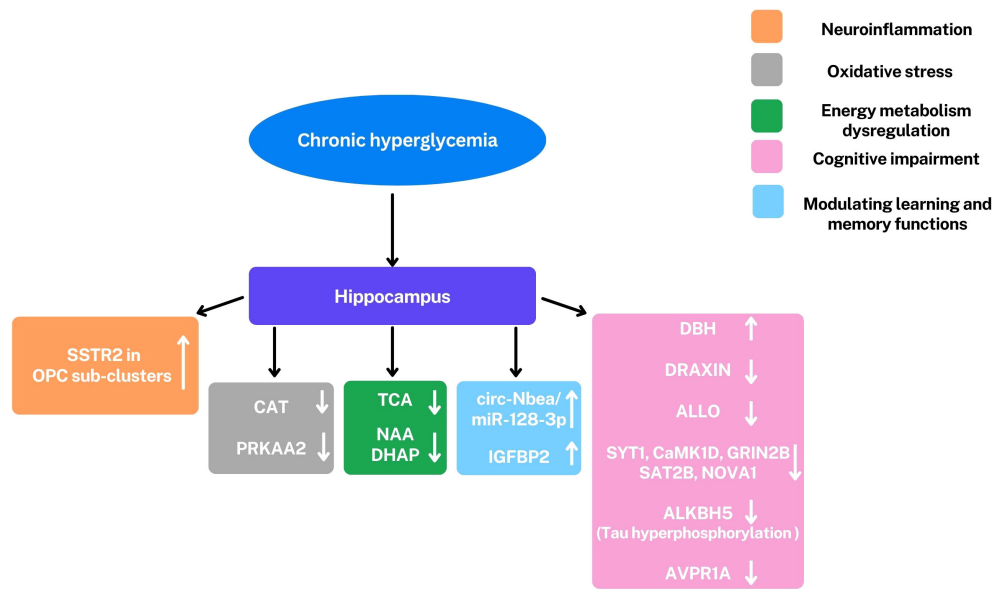 Neuroinflammation
Oxidative stress
Energy metabolism
dysregulation
Cognitive impairment
Modulating learning and
memory functions
Chronic hyperglycemia
Hippocampus
SSTR2 in
OPC sub-clusters
CAT
PRKAA2
TCA
NAA
DHAP
circ-Nbea/
miR-128-3p
IGFBP2
DBH
DRAXIN
ALLO
SYT1, CaMK1D, GRIN2B
SAT2B, NOVA1
ALKBH5
(Tau hyperphosphorylation )
AVPR1A